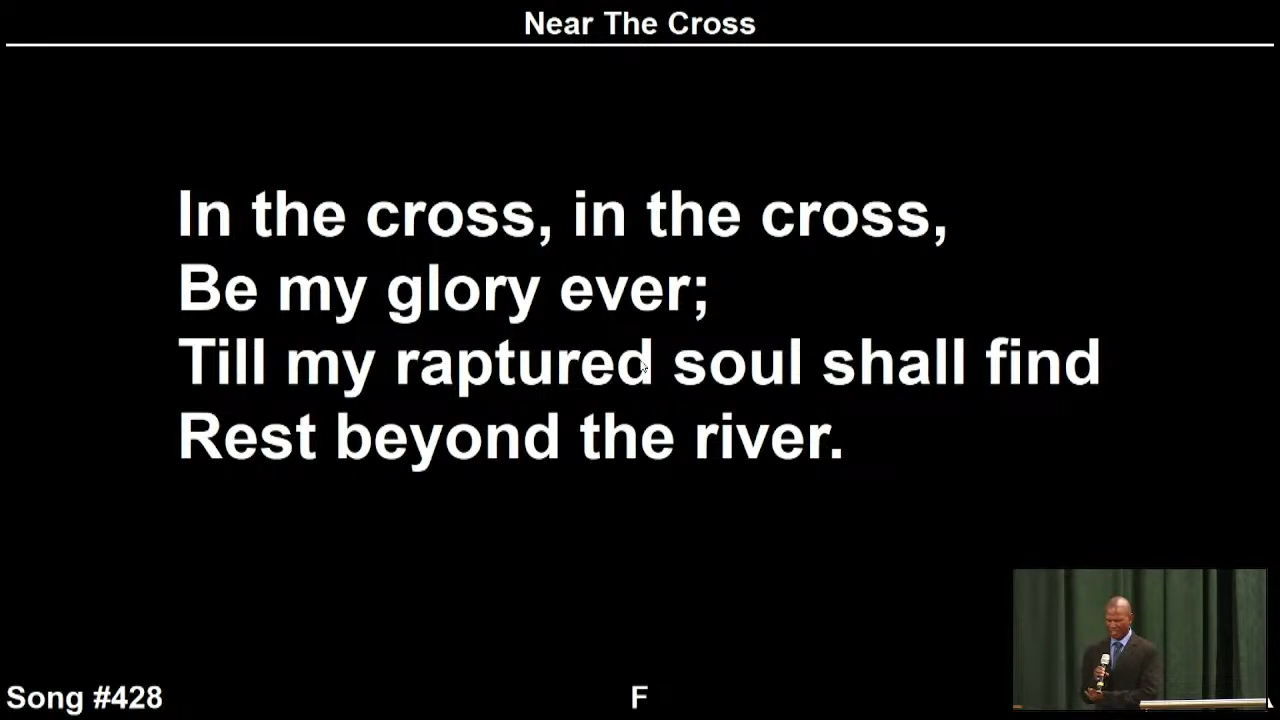 Near The Cross
In the cross, in the cross,
Be my glory ever;
Till my raptured soul shall find
Rest beyond the river.
Song #428
F